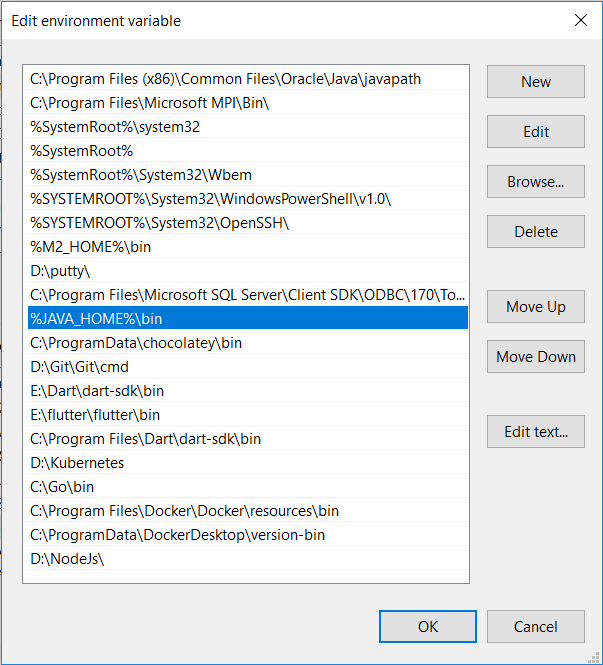 Edit environment variable
C:\Program Files (x86)\Common Files\Oracle\Java\javapath
C:\Program Files\Microsoft MPI\Bin\
%SystemRoot%\system32
%SystemRoot%
%SystemRoot%\System32\Wbem
%SYSTEMROOT%\System32\WindowsPowerShell\v1.0\
%SYSTEMROOT%\System32\OpenSSH\
%M2_HOME%\bin
D:\putty\
C:\Program Files\Microsoft SQL Server\Client SDK\ODBC\170\To...
%JAVA_HOME%\bin
C:\ProgramData\chocolatey\bin
D:\Git\Git\cmd
E:\Dart\dart-sdk\bin
E:\flutter\flutter\bin
C:\Program Files\Dart\dart-sdk\bin
D:\Kubernetes
C:\Go\bin
C:\Program Files\Docker\Docker\resources\bin
C:\ProgramData\DockerDesktop\version-bin
D:\NodeJs\
New
Edit
Browse...
Delete
Move Up
Move Down
Edit text...
OK
Cancel